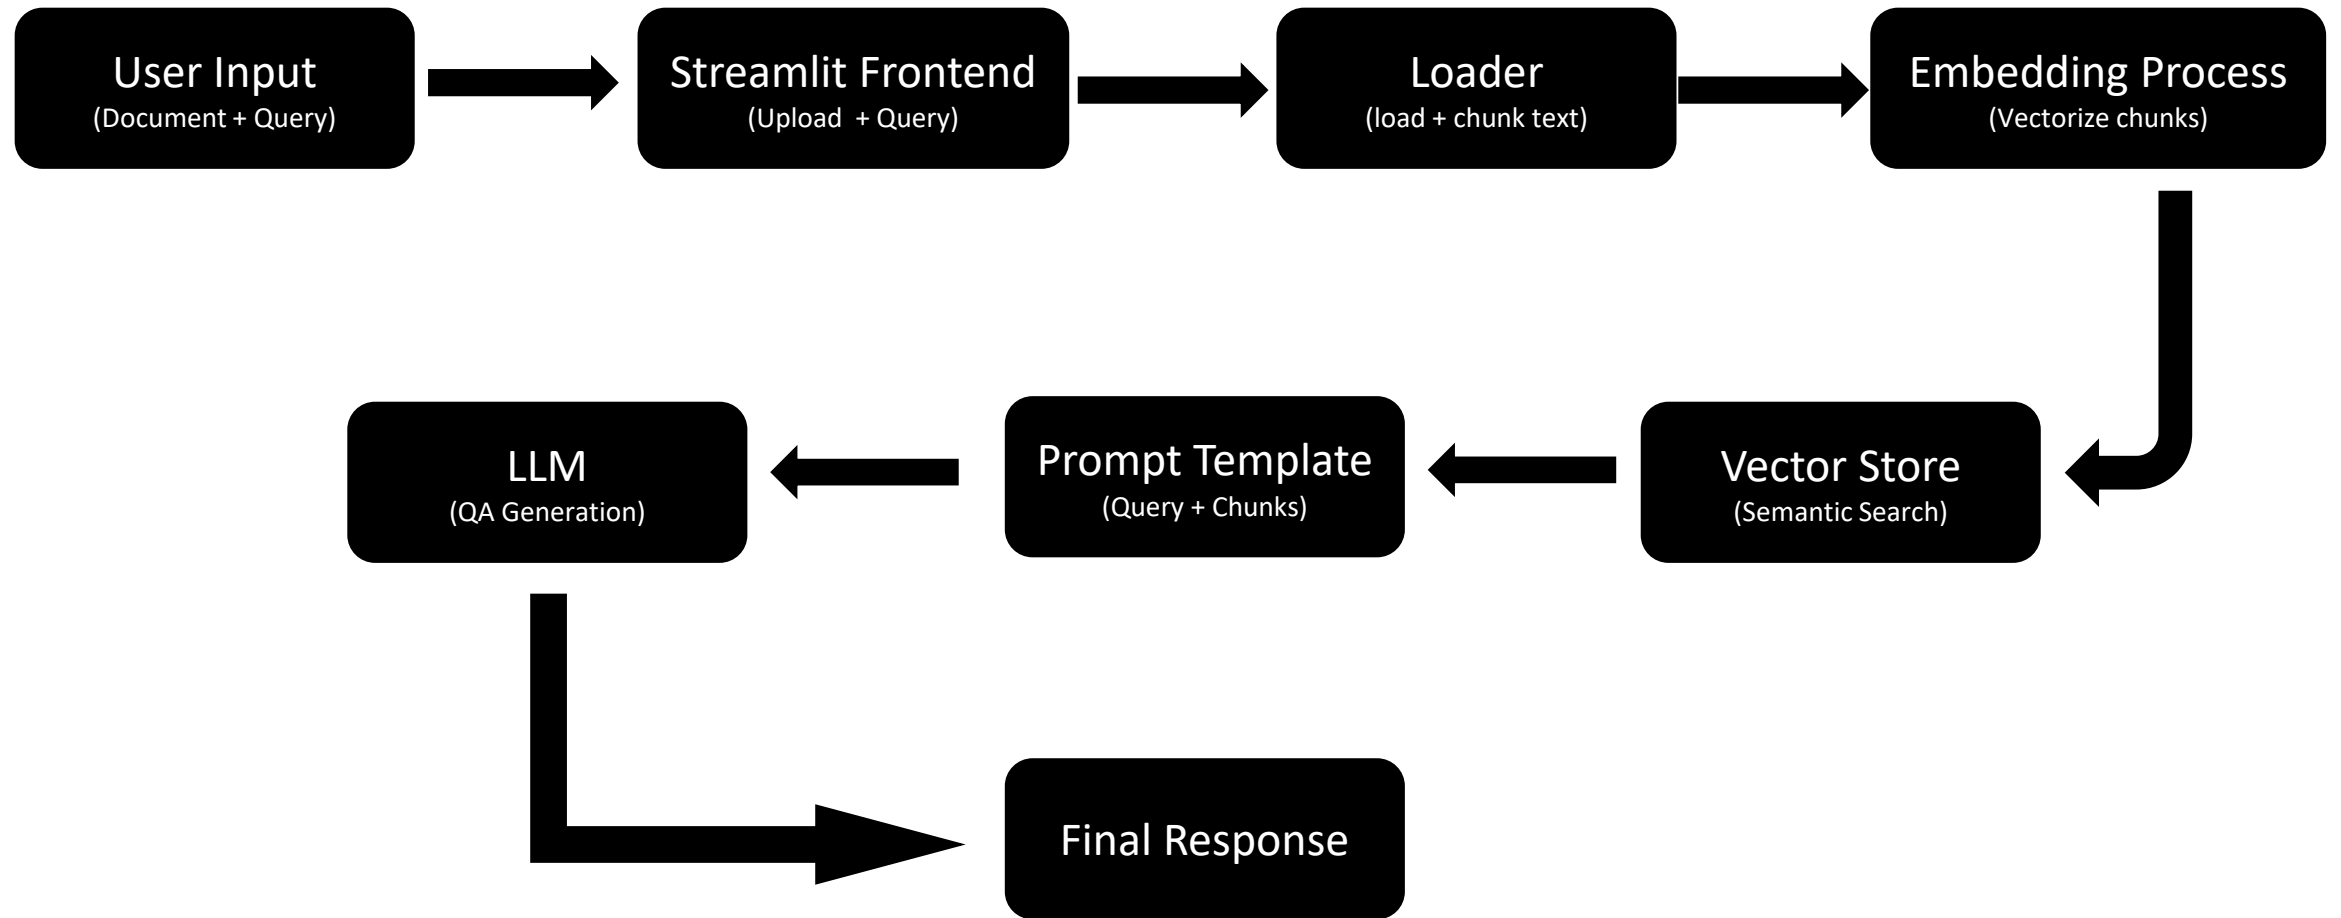 User Input
(Document + Query)
Streamlit Frontend
(Upload  + Query)
Loader
(load + chunk text)
Embedding Process
(Vectorize chunks)
Vector Store
(Semantic Search)
Prompt Template
(Query + Chunks)
LLM
(QA Generation)
Final Response